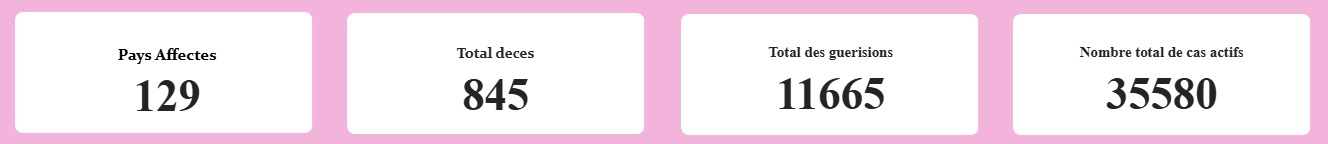 Pays Affectes
129
Total deces
845
Total des guerisions
11665
Nombre total de cas actifs
35580